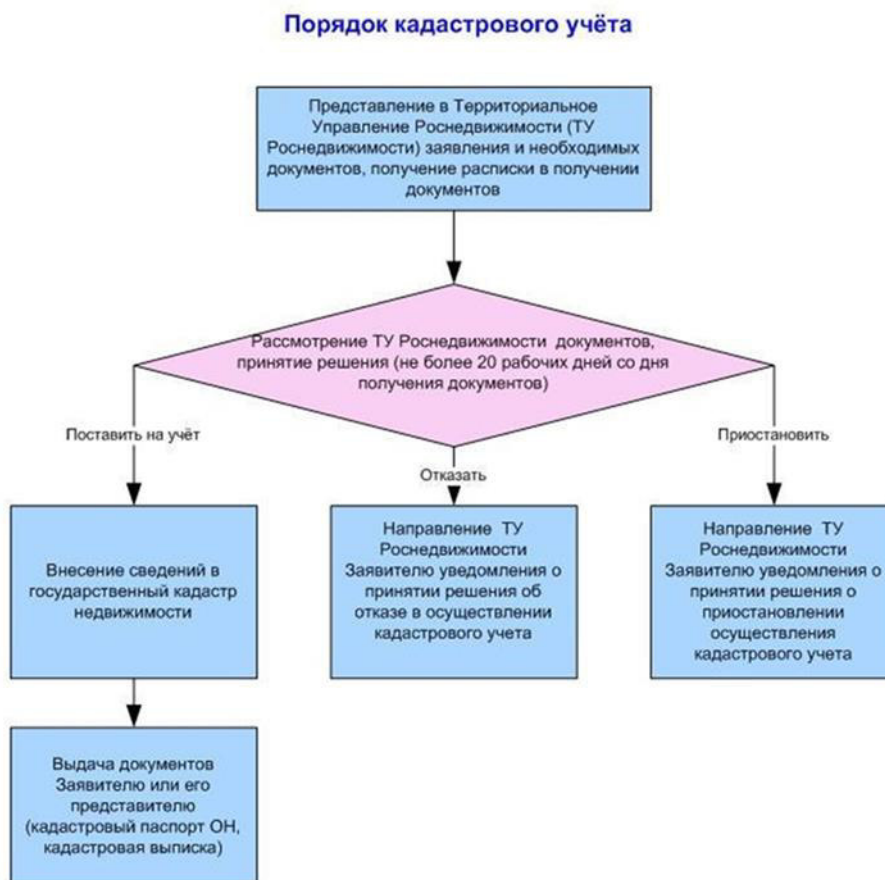 Порядок кадастрового учёта
Представление в Территориальное
Управление Роснедвижимости (ТУ
Роснедвижимости) заявления и необходимых
документов, получение расписки в получении
документов
Рассмотрение ТУ Роснедвижимости документов,
принятие решения (не более 20 рабочих дней со дня
получения документов)
Поставить на учёт
Отказать
Приостановить
Внесение сведений в
государственный кадастр
недвижимости
Направление ТУ
Роснедвижимости
Заявителю уведомления о
принятии решения об
отказе в осуществлении
кадастрового учета
Направление ТУ
Роснедвижимости
Заявителю уведомления о
принятии решения о
приостановлении
осуществления
кадастрового учета
Выдача документов
Заявителю или его
представителю
(кадастровый паспорт ОН,
кадастровая выписка)